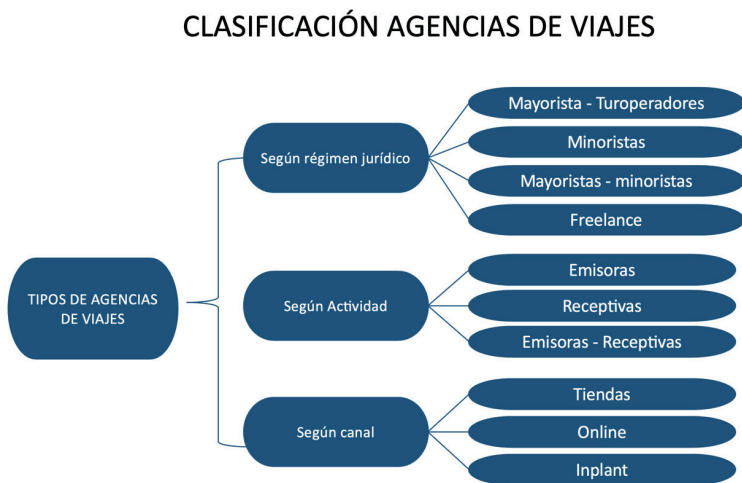 CLASIFICACIÓN AGENCIAS DE VIAJES
TIPOS DE AGENCIAS
DE VIAJES
Según régimen jurídico
Mayorista - Turoperadores
Minoristas
Mayoristas - minoristas
Freelance
Según Actividad
Emisoras
Receptivas
Emisoras - Receptivas
Según canal
Tiendas
Online
Inplant